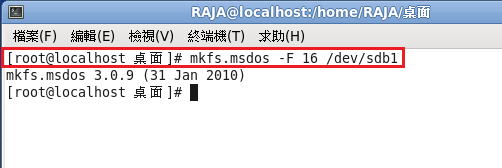 RAJA@localhost:/home/RAJA/桌面
檔案(F) 編輯(E) 檢視(V) 終端機(T) 求助(H)
[root@localhost 桌面]# mkfs.msdos -F 16 /dev/sdb1
mkfs.msdos 3.0.9 (31 Jan 2010)
[root@localhost 桌面]#